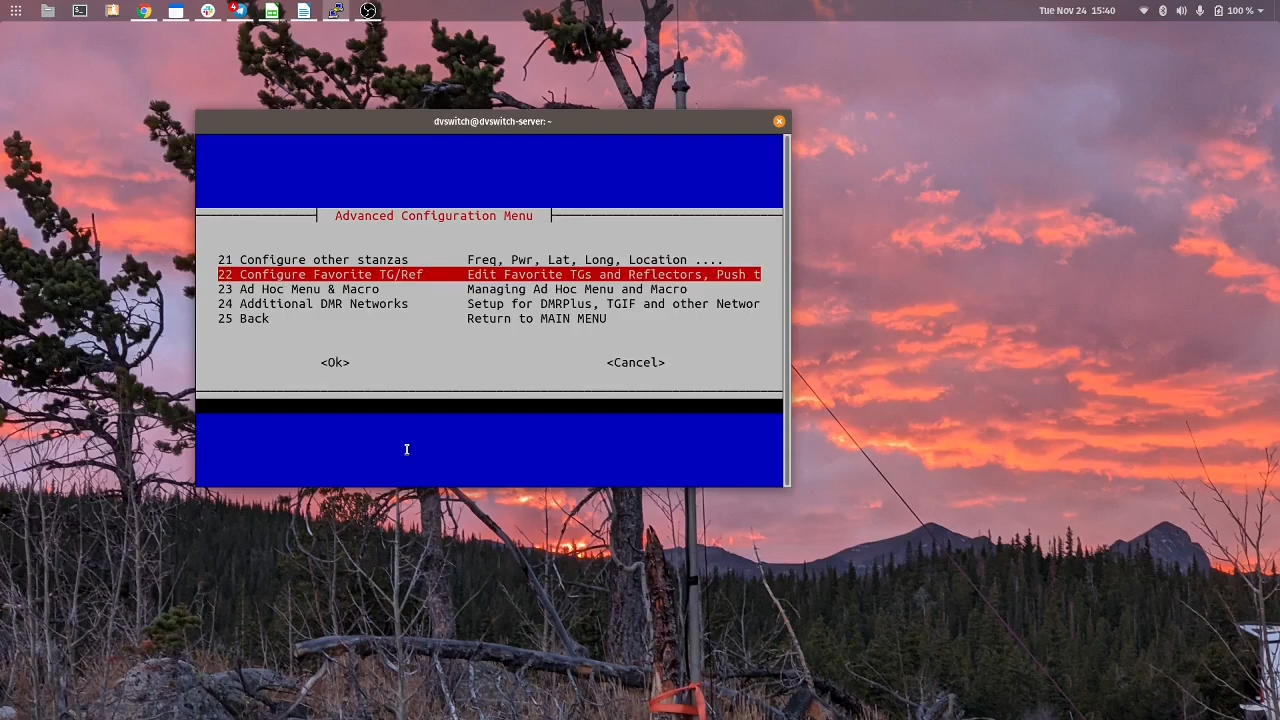 Tue Nov 24 15:40
100 %
4
dvswitch@dvswitch-server: ~
Advanced Configuration Menu
21 Configure other stanzas Freq, Pwr, Lat, Long, Location ....
22 Configure Favorite TG/Ref Edit Favorite TGs and Reflectors, Push t
23 Ad Hoc Menu & Macro Managing Ad Hoc Menu and Macro
24 Additional DMR Networks Setup for DMRPlus, TGIF and other Networ
25 Back Return to MAIN MENU
<Ok> <Cancel>